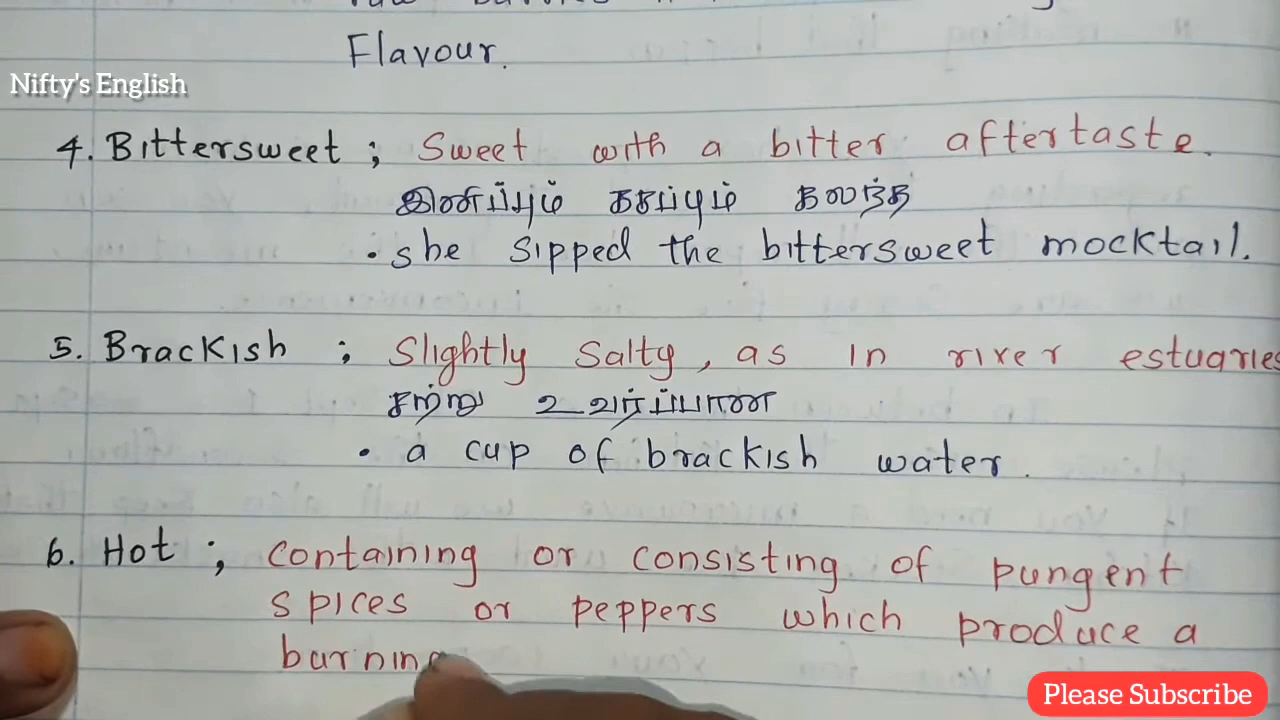 Flavour.
Nifty's English
4. Bittersweet ; Sweet with a bitter aftertaste.
இனிப்பும் கசப்பும் கலந்த
• she sipped the bittersweet mocktail.
5. Brackish ; Slightly Salty, as in river estuaries
சற்று உவர்ப்பான
• a cup of brackish water.
6. Hot ; Containing or consisting of pungent
spices or peppers which produce a
burning
Please Subscribe